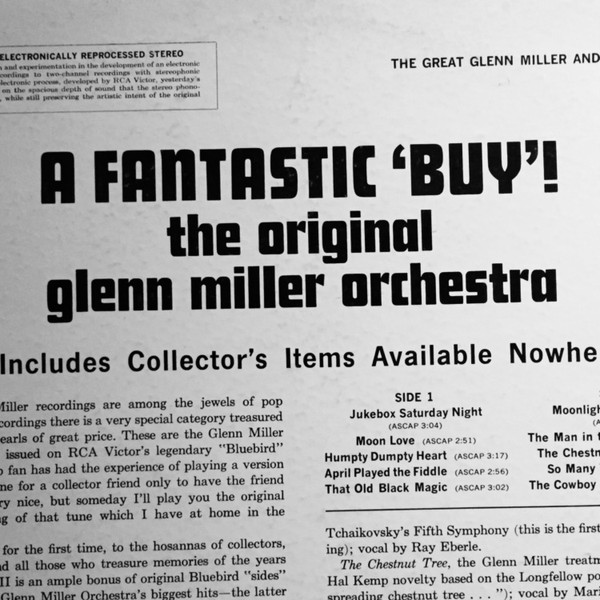 ELECTRONICALLY REPROCESSED STEREO
and experimentation in the development of an electronic
cordings to two-channel recordings with stereophonic
lectronic process, developed by RCA Victor, yesterday's
on the spacious depth of sound that the stereo phono-
, while still preserving the artistic intent of the original
THE GREAT GLENN MILLER AND
A FANTASTIC 'BUY'!
the original
glenn miller orchestra
Includes Collector's Items Available Nowhe
Miller recordings are among the jewels of pop
cordings there is a very special category treasured
earls of great price. These are the Glenn Miller
issued on RCA Victor's legendary "Bluebird"
o fan has had the experience of playing a version
ne for a collector friend only to have the friend
ry nice, but someday I'll play you the original
ng of that tune which I have at home in the
for the first time, to the hosannas of collectors,
nd all those who treasure memories of the years
II is an ample bonus of original Bluebird "sides"
Glenn Miller Orchestra's biggest hits—the latter
SIDE 1
Jukebox Saturday Night
(ASCAP 3:04)
Moon Love (ASCAP 2:51)
Humpty Dumpty Heart (ASCAP 3:17)
April Played the Fiddle (ASCAP 2:56)
That Old Black Magic (ASCAP 3:02)
Moonligh
The Man in t
The Chestn
So Many
The Cowboy
Tchaikovsky's Fifth Symphony (this is the first
ing); vocal by Ray Eberle.
The Chestnut Tree, the Glenn Miller treatm
Hal Kemp novelty based on the Longfellow po
spreading chestnut tree . . . "); vocal by Mari